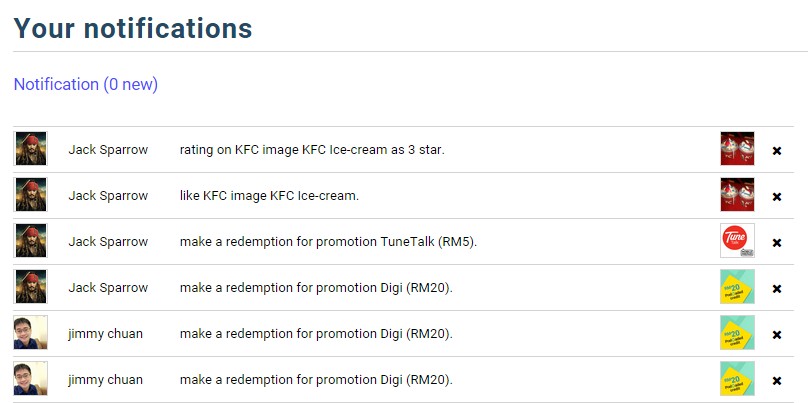 Your notifications
Notification (0 new)
Jack Sparrow rating on KFC image KFC Ice-cream as 3 star.
Jack Sparrow like KFC image KFC Ice-cream.
Jack Sparrow make a redemption for promotion TuneTalk (RM5). Tune
Jack Sparrow make a redemption for promotion Digi (RM20). 20
jimmy chuan make a redemption for promotion Digi (RM20). 20
jimmy chuan make a redemption for promotion Digi (RM20). 20